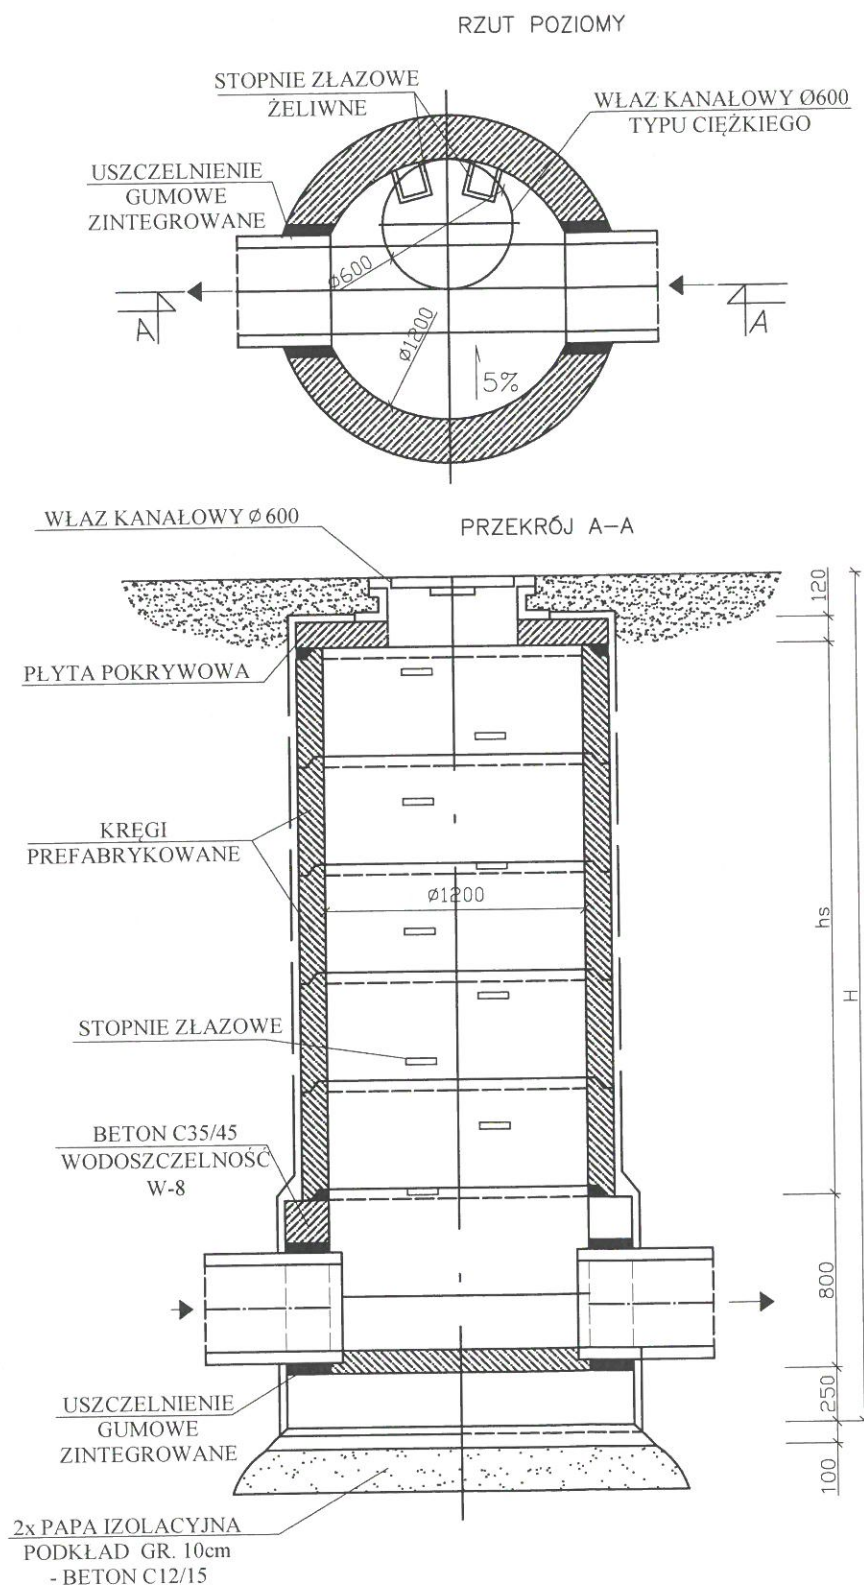 RZUT POZIOMY
STOPNIE ZŁAZOWE
ŻELIWNE
WŁAZ KANAŁOWY Ø600
TYPU CIĘŻKIEGO
USZCZELNIENIE
GUMOWE
ZINTEGROWANE
Ø600
A
A
Ø1200
5%
WŁAZ KANAŁOWY Ø600
PRZEKRÓJ A-A
120
PŁYTA POKRYWOWA
KRĘGI
PREFABRYKOWANE
Ø1200
hs
H
STOPNIE ZŁAZOWE
BETON C35/45
WODOSZCZELNOŚĆ
W-8
800
USZCZELNIENIE
GUMOWE
ZINTEGROWANE
250
100
2x PAPA IZOLACYJNA
PODKŁAD GR. 10cm
- BETON C12/15